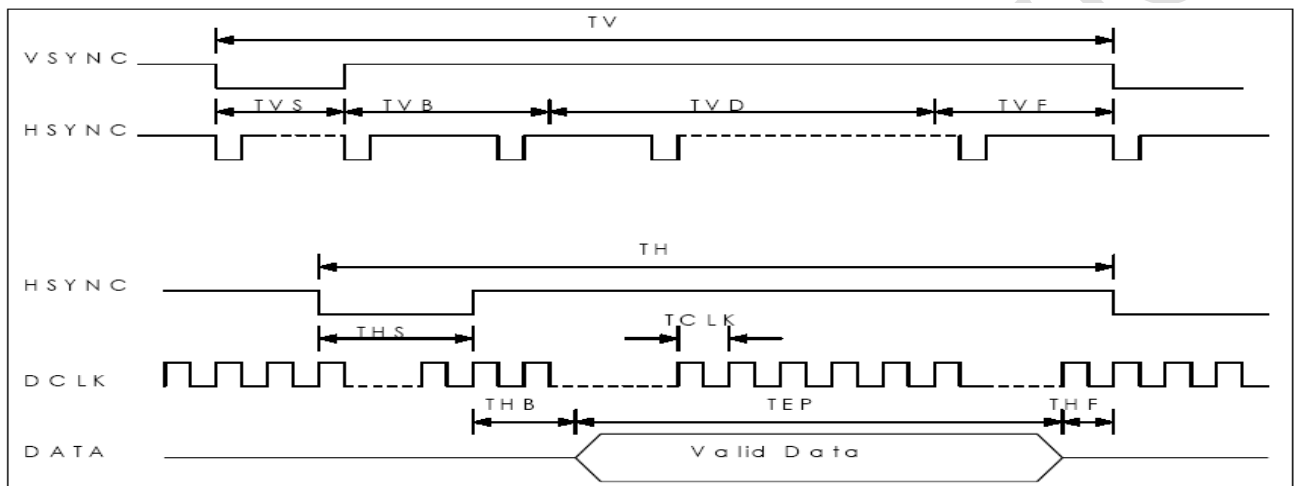 TV
VSYNC
TVS TVB TVD TVF
HSYNC
TH
HSYNC
TCLK
THS
DCLK
THB TEP THF
DATA Valid Data